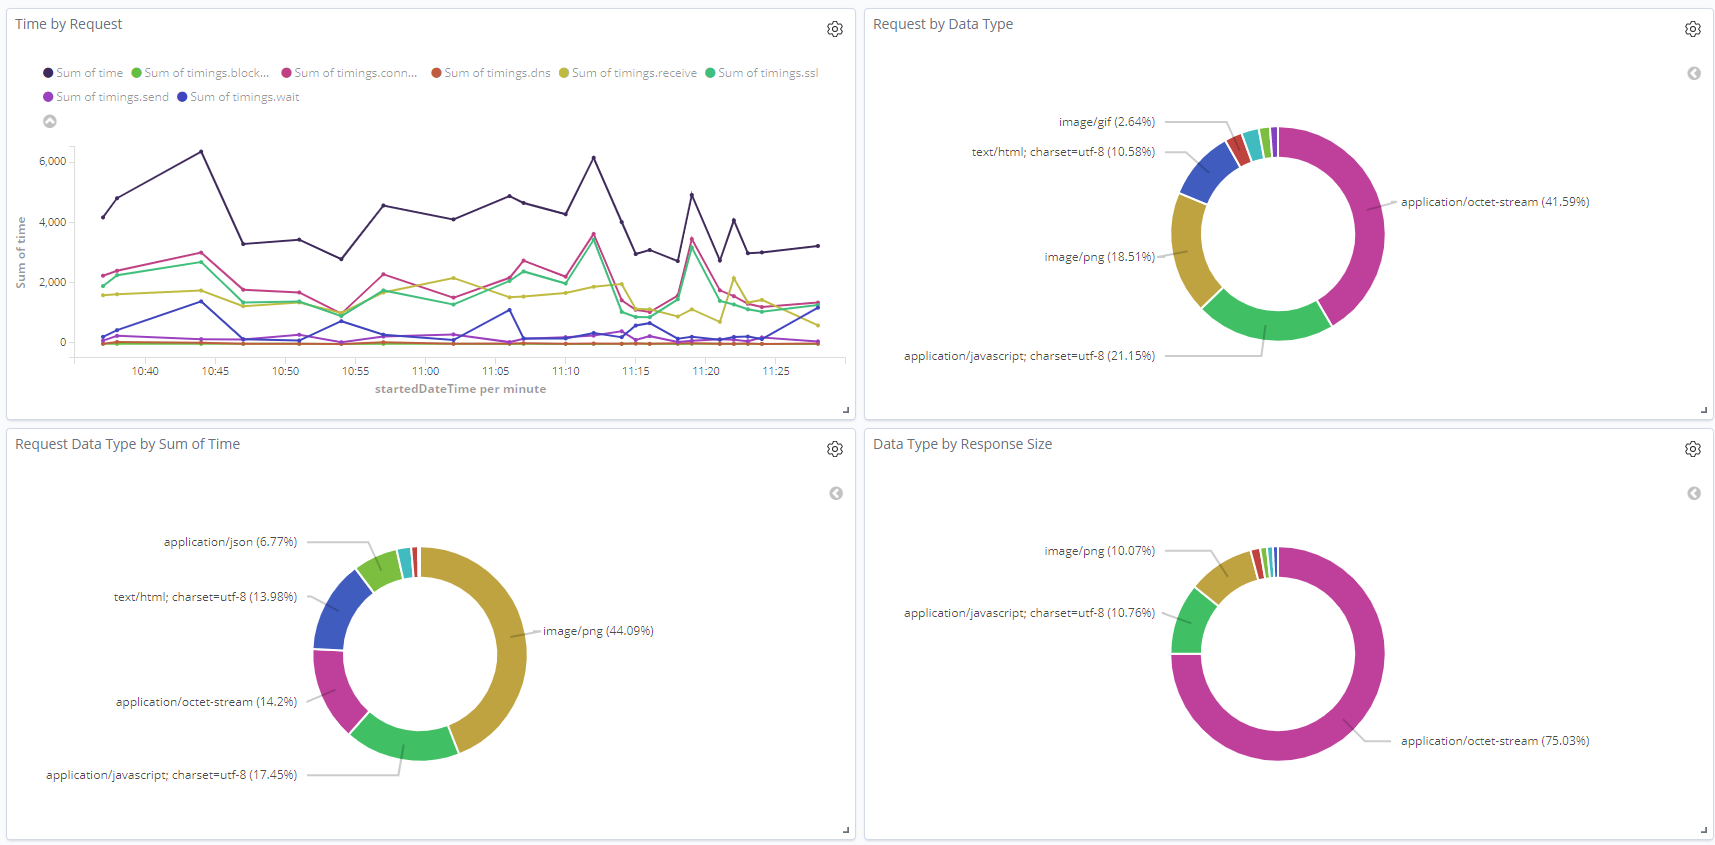 Time by Request
Sum of time Sum of timings.block... Sum of timings.conn... Sum of timings.dns Sum of timings.receive Sum of timings.ssl
Sum of timings.send Sum of timings.wait
6,000
4,000
2,000
0
Sum of time
10:40 10:45 10:50 10:55 11:00 11:05 11:10 11:15 11:20 11:25
startedDateTime per minute
Request by Data Type
image/gif (2.64%)
text/html; charset=utf-8 (10.58%)
application/octet-stream (41.59%)
image/png (18.51%)
application/javascript; charset=utf-8 (21.15%)
Request Data Type by Sum of Time
application/json (6.77%)
text/html; charset=utf-8 (13.98%)
image/png (44.09%)
application/octet-stream (14.2%)
application/javascript; charset=utf-8 (17.45%)
Data Type by Response Size
image/png (10.07%)
application/javascript; charset=utf-8 (10.76%)
application/octet-stream (75.03%)